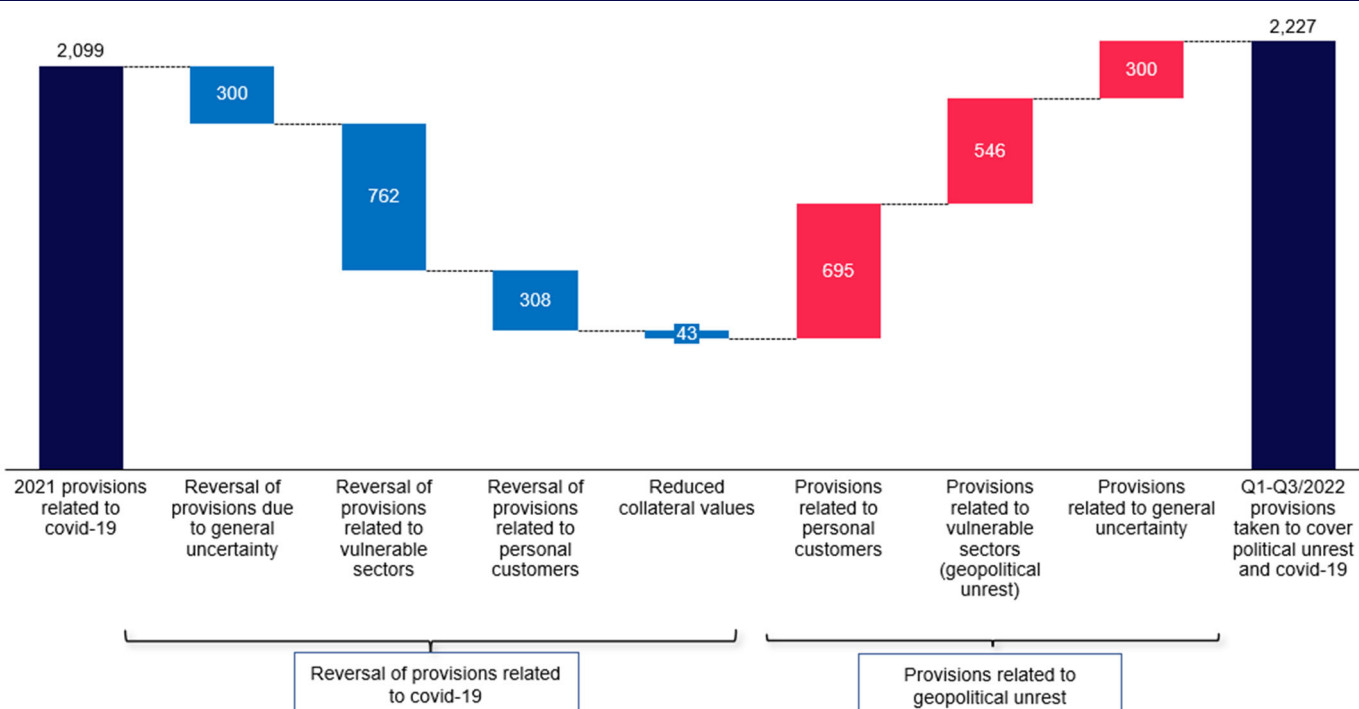 2,099
300
762
308
43
695
546
300
2,227
2021 provisions
related to
covid-19
Reversal of
provisions due
to general
uncertainty
Reversal of
provisions
related to
vulnerable
sectors
Reversal of
provisions
related to
personal
customers
Reduced
collateral values
Provisions
related to
personal
customers
Provisions
related to
vulnerable
sectors
(geopolitical
unrest)
Provisions
related to general
uncertainty
Q1-Q3/2022
provisions
taken to cover
political unrest
and covid-19
Reversal of provisions related
to covid-19
Provisions related to
geopolitical unrest